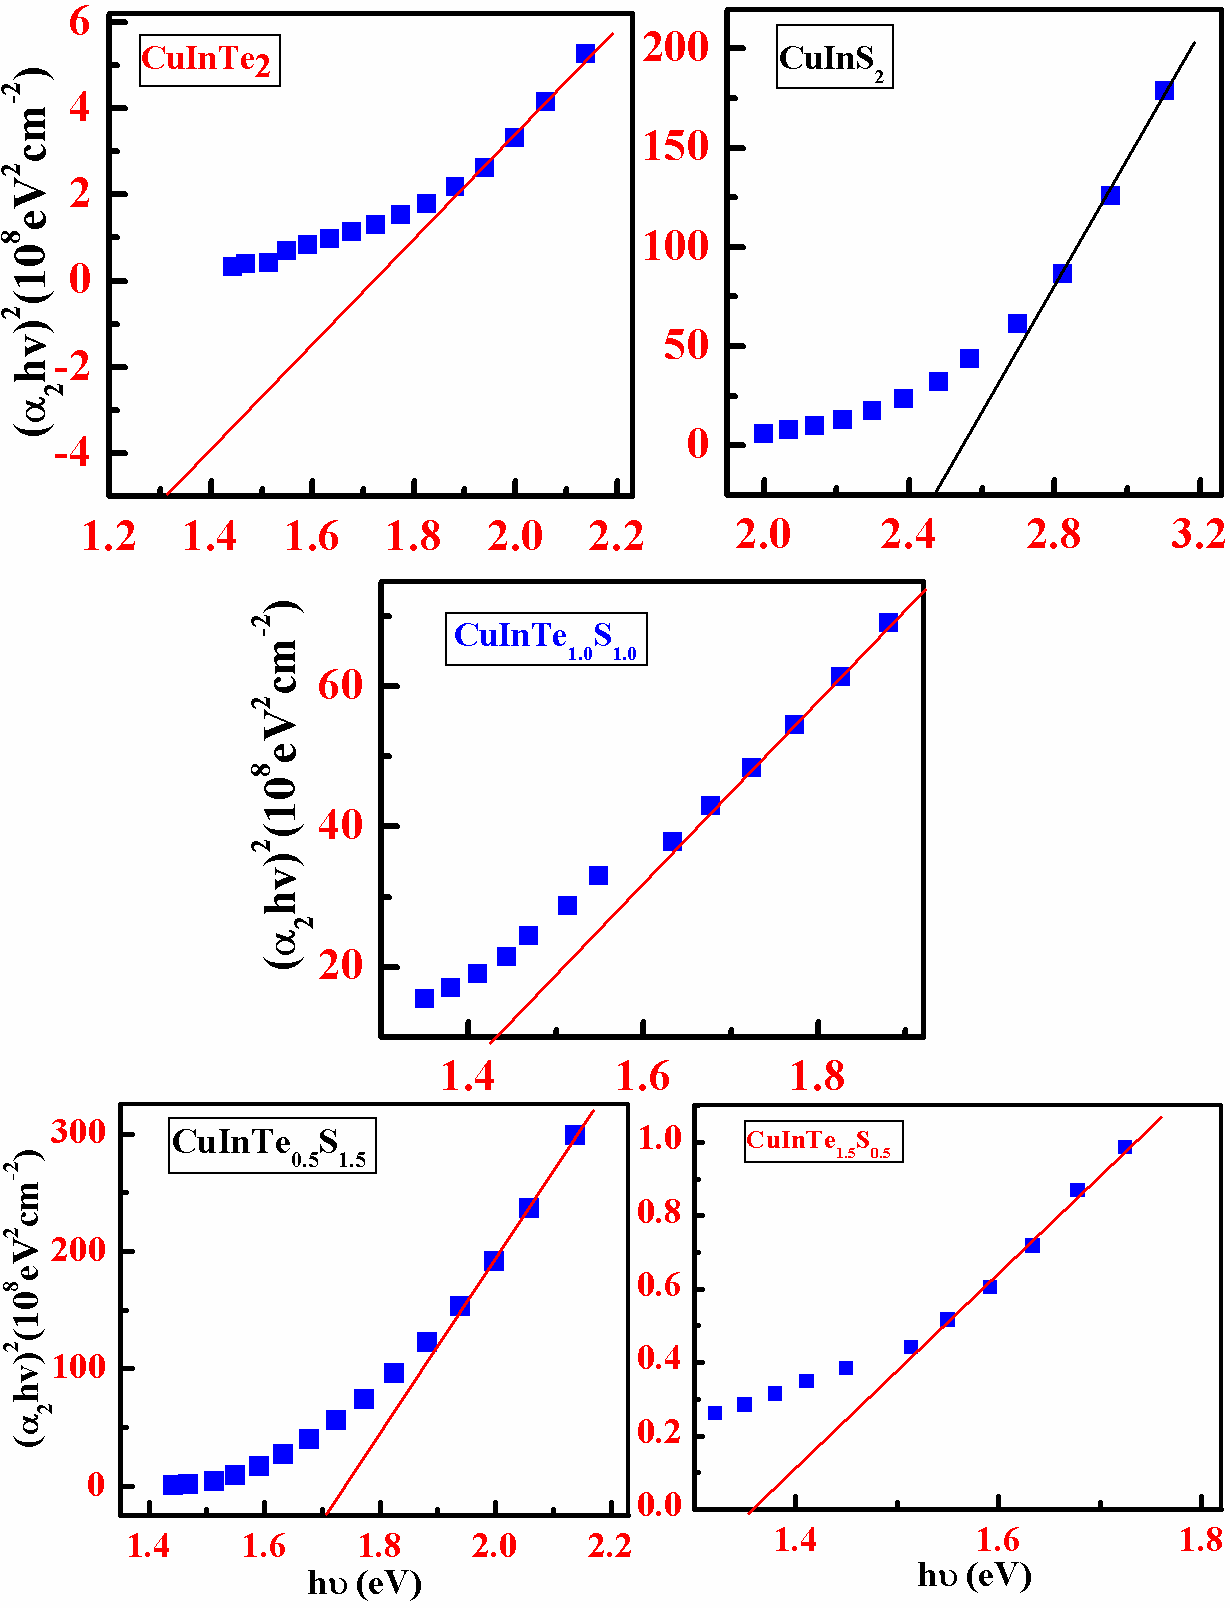 CuInTe2
(α2hν)2(108eV2cm-2)
6
4
2
0
-2
-4
1.2 1.4 1.6 1.8 2.0 2.2
CuInS2
200
150
100
50
0
2.0 2.4 2.8 3.2
CuInTe1.0S1.0
(α2hν)2(108eV2cm-2)
60
40
20
1.4 1.6 1.8
CuInTe0.5S1.5
(α2hν)2(108eV2cm-2)
300
200
100
0
1.4 1.6 1.8 2.0 2.2
hυ (eV)
CuInTe1.5S0.5
1.0
0.8
0.6
0.4
0.2
0.0
1.4 1.6 1.8
hυ (eV)